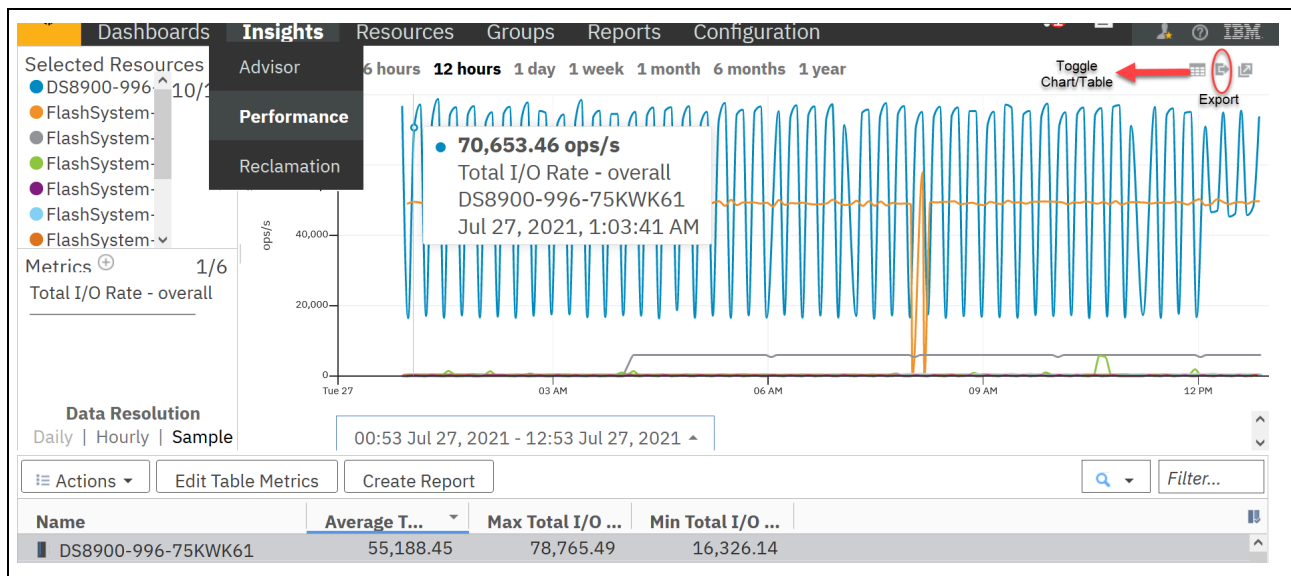 Dashboards Insights Resources Groups Reports Configuration IBM
Selected Resources
DS8900-996- 10/1
FlashSystem-
FlashSystem-
FlashSystem-
FlashSystem-
FlashSystem-
FlashSystem-
Metrics 1/6
Total I/O Rate - overall
Data Resolution
Daily | Hourly | Sample
Advisor
Performance
Reclamation
6 hours 12 hours 1 day 1 week 1 month 6 months 1 year
Toggle
Chart/Table
Export
70,653.46 ops/s
Total I/O Rate - overall
DS8900-996-75KWK61
Jul 27, 2021, 1:03:41 AM
ops/s
40,000
20,000
0
Tue 27 03 AM 06 AM 09 AM 12 PM
00:53 Jul 27, 2021 - 12:53 Jul 27, 2021
Actions Edit Table Metrics Create Report Filter...
Name Average T... Max Total I/O ... Min Total I/O ...
DS8900-996-75KWK61 55,188.45 78,765.49 16,326.14